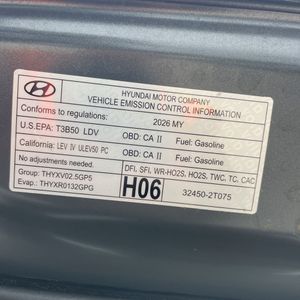 HYUNDAI MOTOR COMPANY
VEHICLE EMISSION CONTROL INFORMATION
Conforms to regulations: 2026 MY
U.S.EPA: T3B50 LDV OBD: CA II Fuel: Gasoline
California: LEV IV ULEV50 PC OBD: CA II Fuel: Gasoline
No adjustments needed. DFI, SFI, WR-HO2S, HO2S, TWC, TC, CAC
Group: THYXV02.5GP5
Evap.: THYXR0132GPG H06 32450-2T075